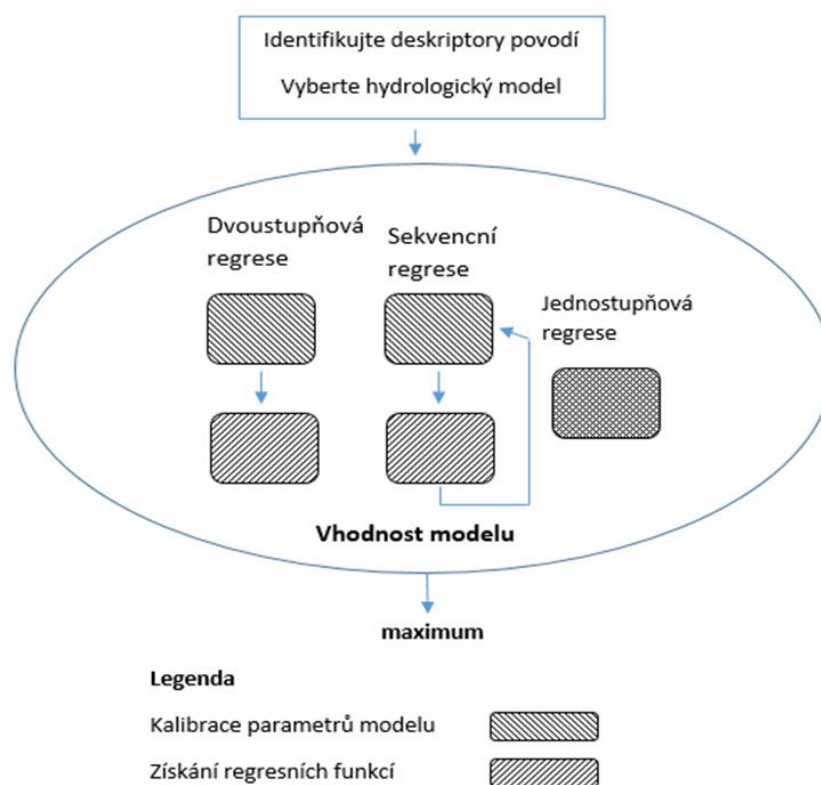 Identifikujte deskriptory povodí
Vyberte hydrologický model
Dvoustupňová
regrese
Sekvencní
regrese
Jednostupňová
regrese
Vhodnost modelu
maximum
Legenda
Kalibrace parametrů modelu
Získání regresních funkcí